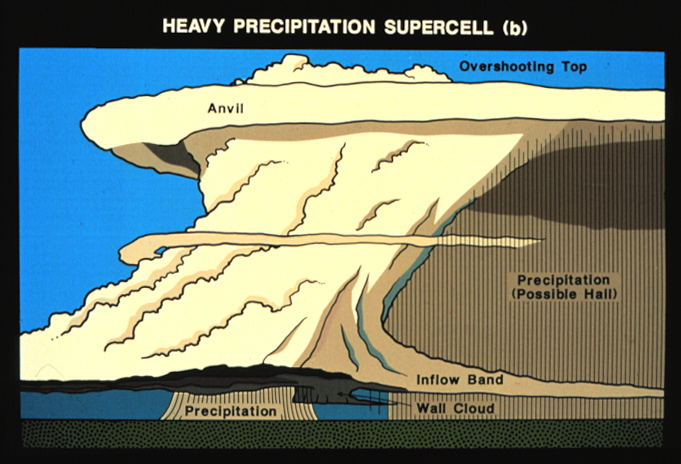 HEAVY PRECIPITATION SUPERCELL (b)
Overshooting Top
Anvil
Precipitation
(Possible Hail)
Inflow Band
Precipitation
Wall Cloud